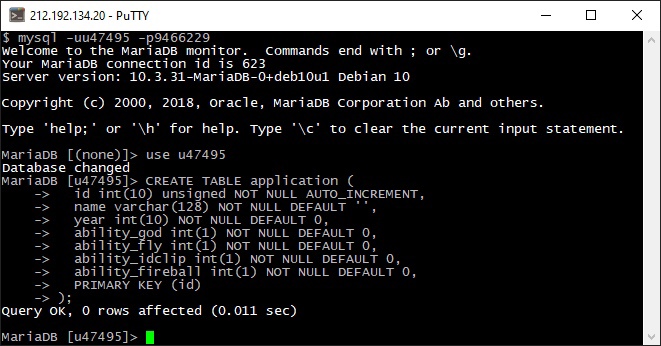 212.192.134.20 - PuTTY
$ mysql -uu47495 -p9466229
Welcome to the MariaDB monitor.  Commands end with ; or \g.
Your MariaDB connection id is 623
Server version: 10.3.31-MariaDB-0+deb10u1 Debian 10

Copyright (c) 2000, 2018, Oracle, MariaDB Corporation Ab and others.

Type 'help;' or '\h' for help. Type '\c' to clear the current input statement.

MariaDB [(none)]> use u47495
Database changed
MariaDB [u47495]> CREATE TABLE application (
    ->   id int(10) unsigned NOT NULL AUTO_INCREMENT,
    ->   name varchar(128) NOT NULL DEFAULT '',
    ->   year int(10) NOT NULL DEFAULT 0,
    ->   ability_god int(1) NOT NULL DEFAULT 0,
    ->   ability_fly int(1) NOT NULL DEFAULT 0,
    ->   ability_idclip int(1) NOT NULL DEFAULT 0,
    ->   ability_fireball int(1) NOT NULL DEFAULT 0,
    ->   PRIMARY KEY (id)
    -> );
Query OK, 0 rows affected (0.011 sec)

MariaDB [u47495]>